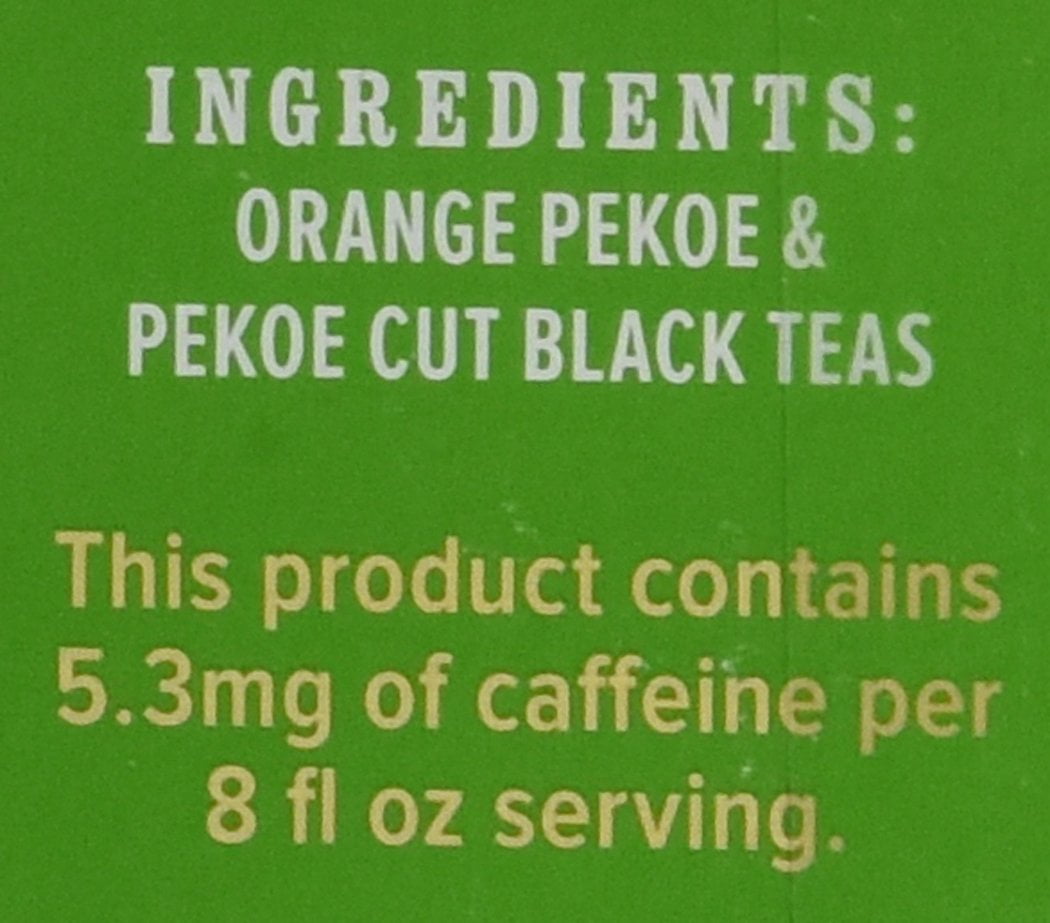 INGREDIENTS:
ORANGE PEKOE &
PEKOE CUT BLACK TEAS
This product contains
5.3mg of caffeine per
8 fl oz serving.